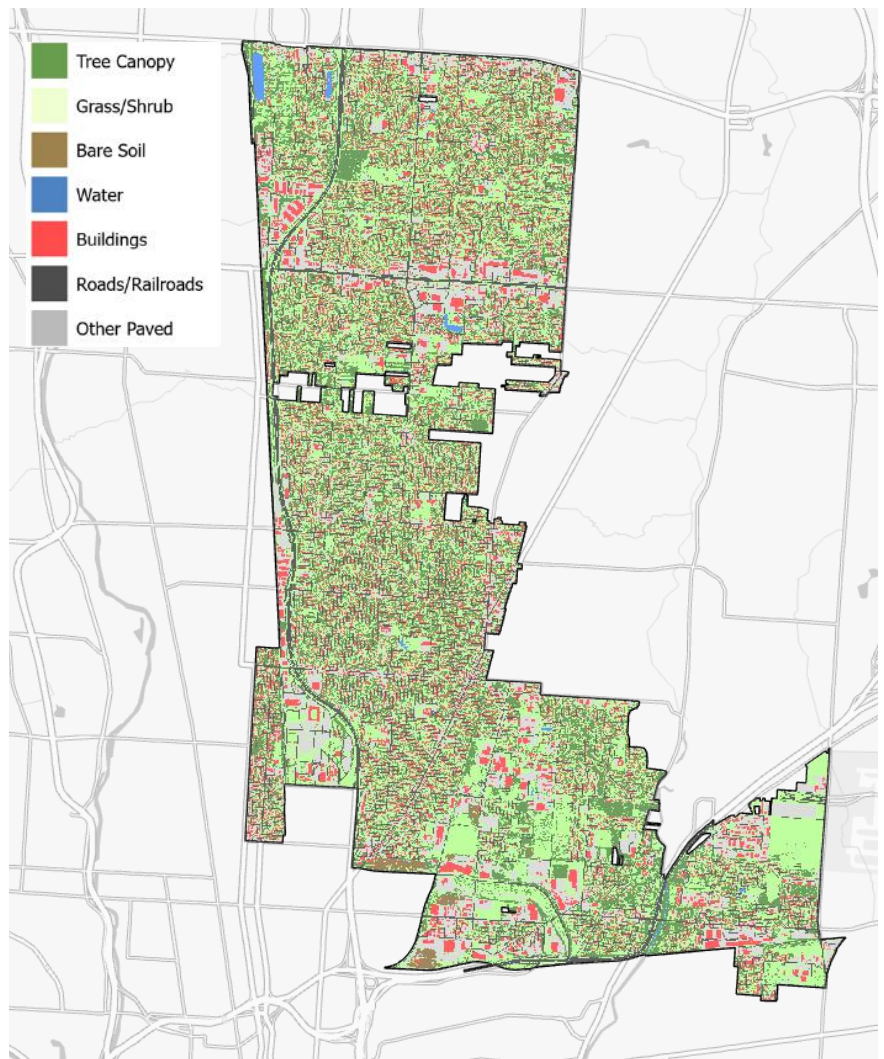 Tree Canopy
Grass/Shrub
Bare Soil
Water
Buildings
Roads/Railroads
Other Paved